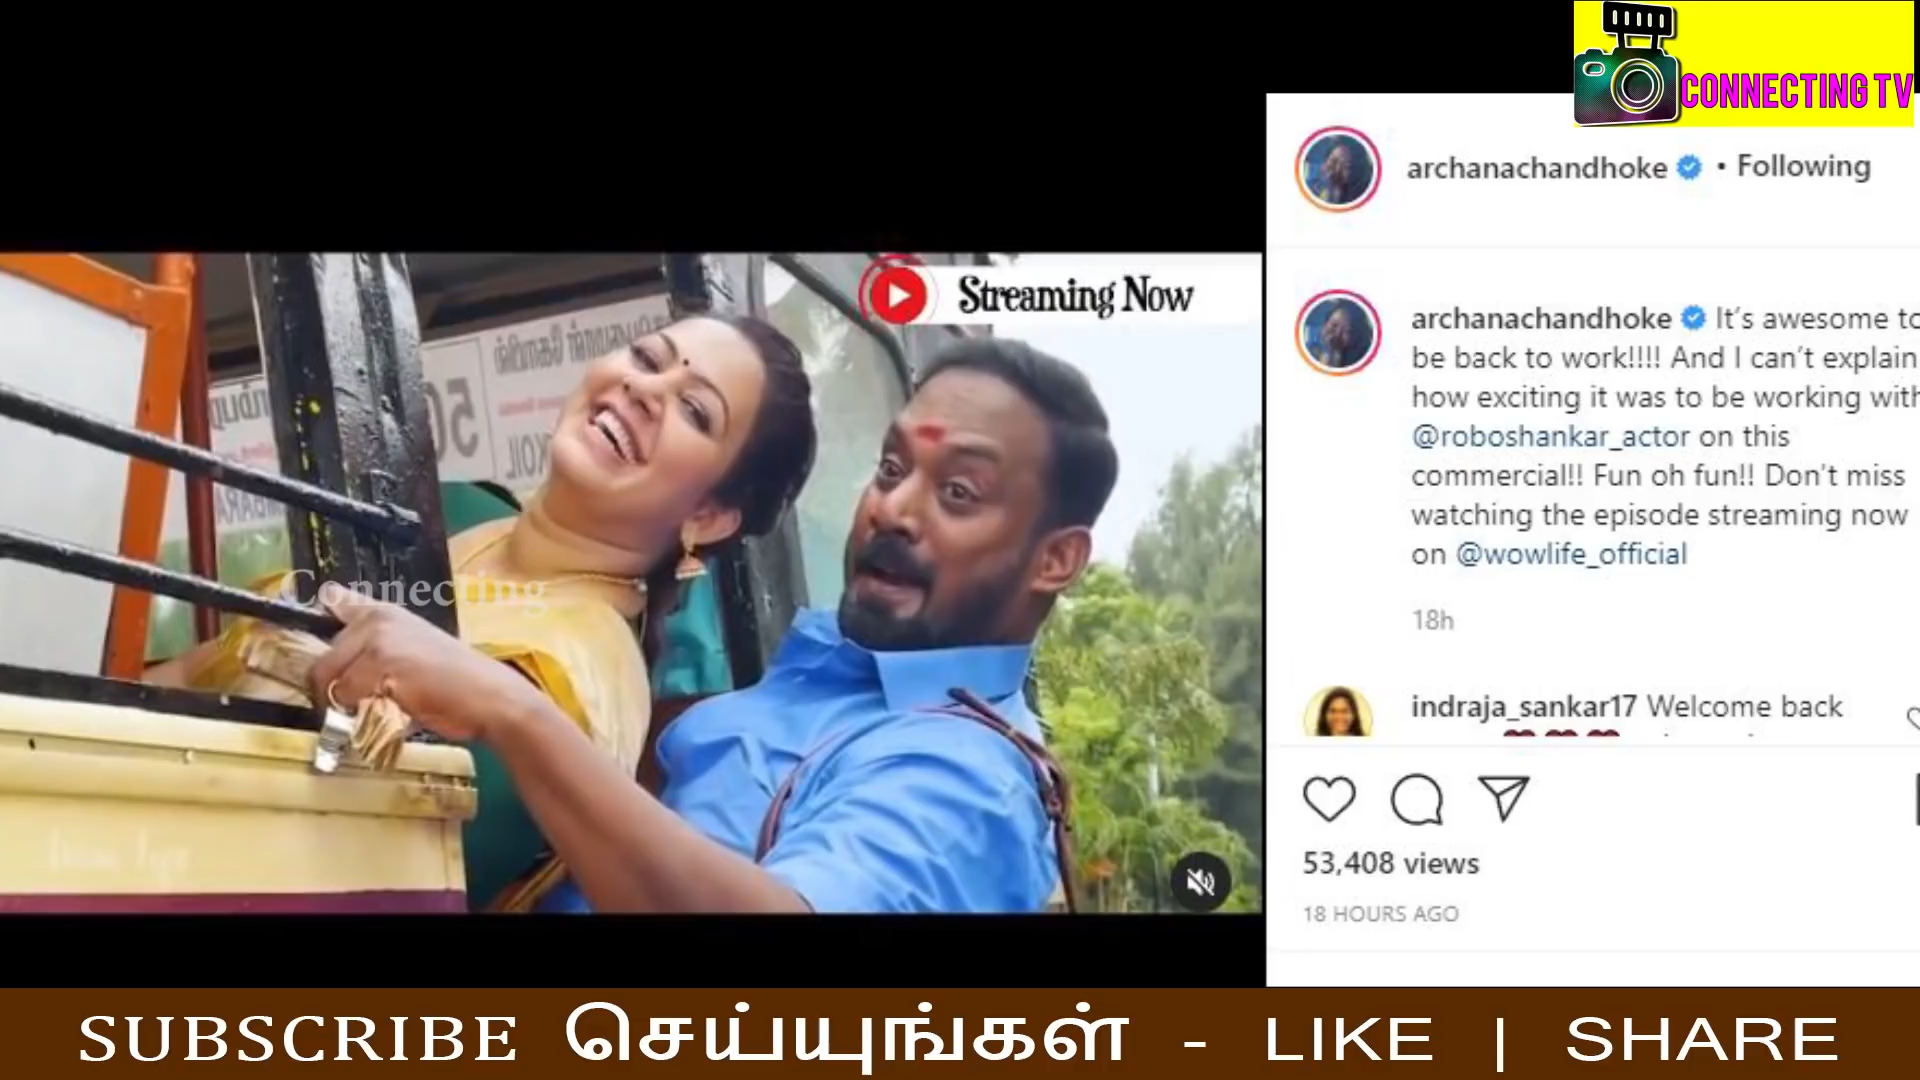 CONNECTING TV
archanachandhoke • Following
Streaming Now
archanachandhoke It's awesome to
be back to work!!!! And I can't explain
how exciting it was to be working with
@roboshankar_actor on this
commercial!! Fun oh fun!! Don't miss
watching the episode streaming now
on @wowlife_official
18h
Connecting
indraja_sankar17 Welcome back
53,408 views
18 HOURS AGO
SUBSCRIBE செய்யுங்கள் - LIKE | SHARE